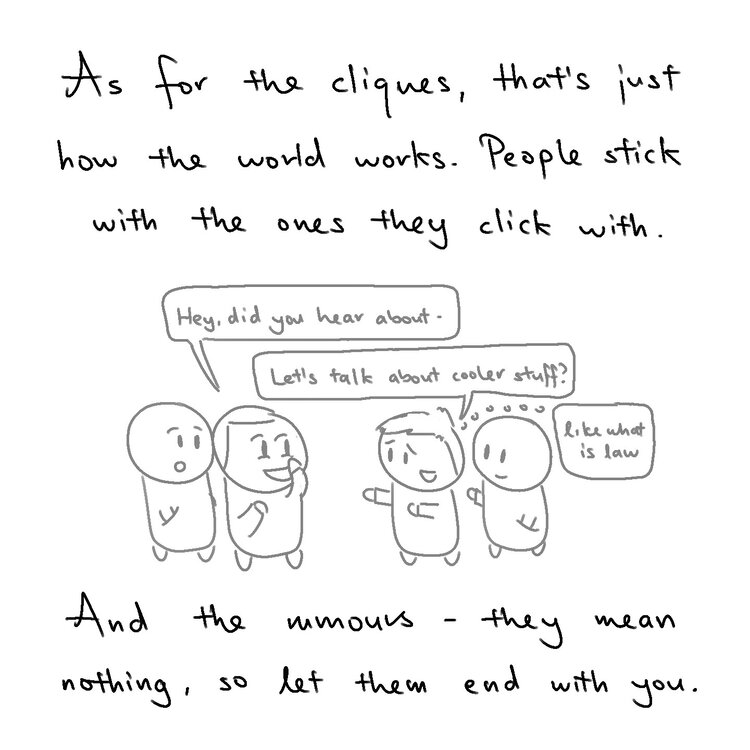 As for the cliques, that's just
how the world works. People stick
with the ones they click with.
Hey, did you hear about-
Let's talk about cooler stuff?
like what
is law
And the rumours - they mean
nothing, so let them end with you.